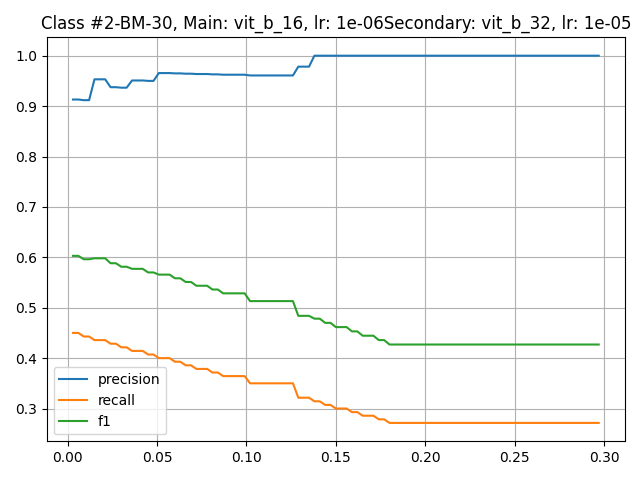 Class #2-BM-30, Main: vit_b_16, lr: 1e-06Secondary: vit_b_32, lr: 1e-05
1.0
0.9
0.8
0.7
0.6
0.5
0.4
0.3
precision
recall
f1
0.00 0.05 0.10 0.15 0.20 0.25 0.30